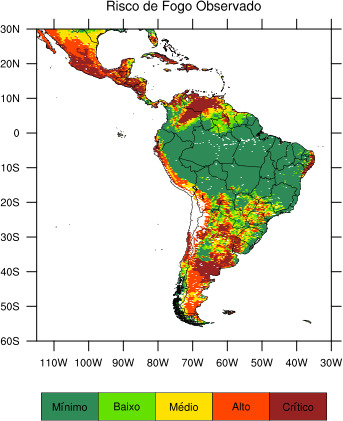 Risco de Fogo Observado
30N
20N
10N
0
10S
20S
30S
40S
50S
60S
110W 100W 90W 80W 70W 60W 50W 40W 30W
Mínimo Baixo Médio Alto Crítico